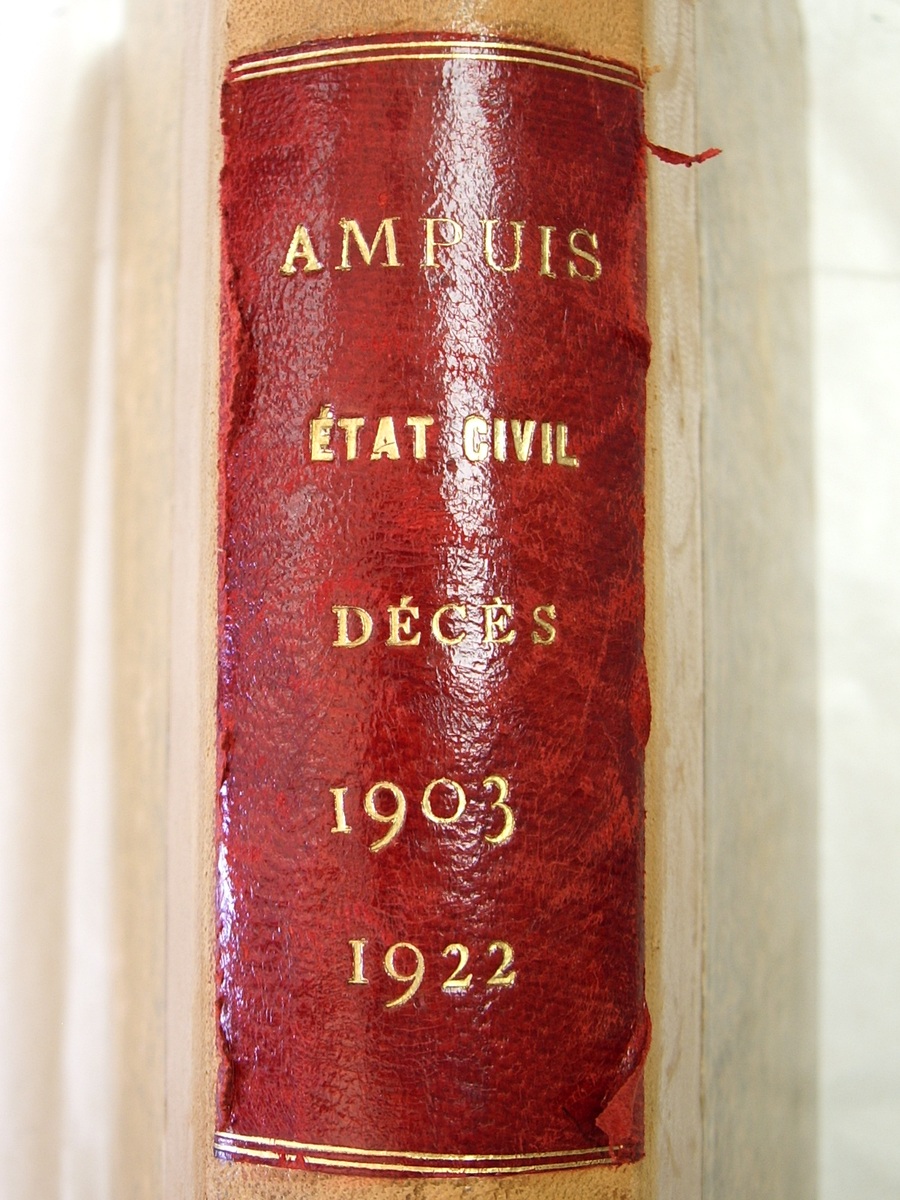 AMPUIS
ÉTAT CIVIL
DÉCÈS
1903
1922